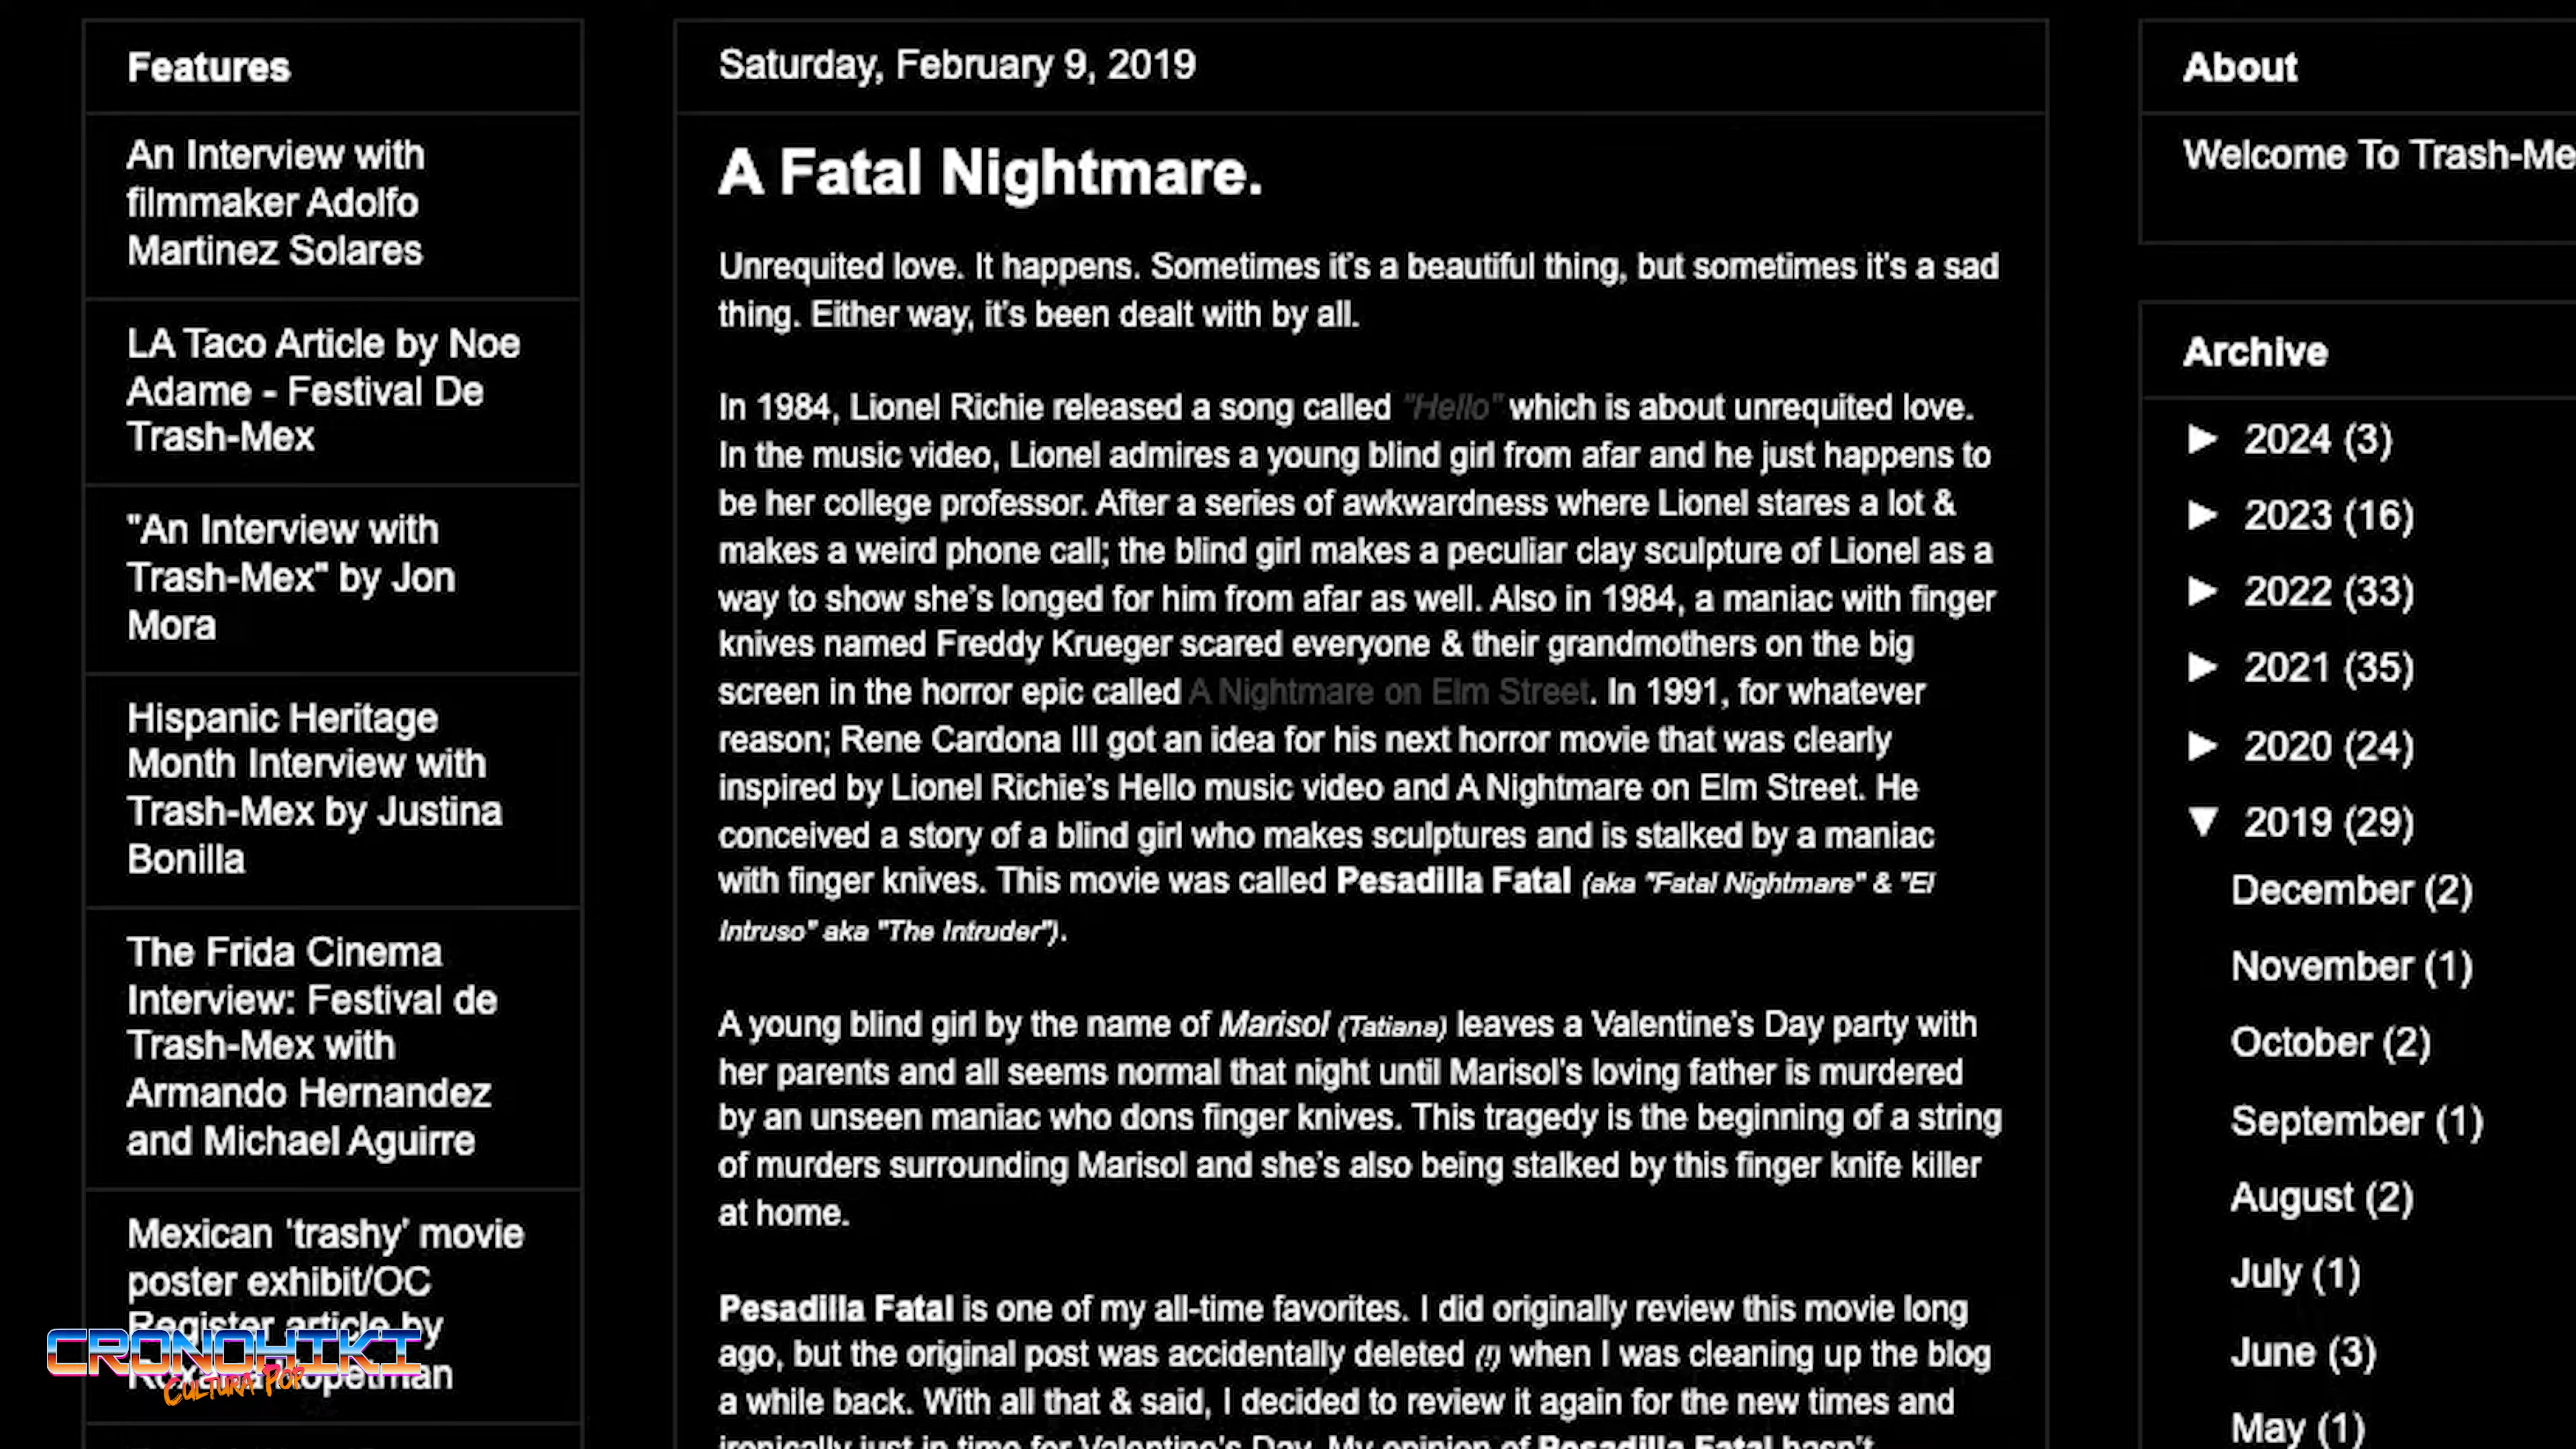 Features
An Interview with
filmmaker Adolfo
Martinez Solares
LA Taco Article by Noe
Adame - Festival De
Trash-Mex
"An Interview with
Trash-Mex" by Jon
Mora
Hispanic Heritage
Month Interview with
Trash-Mex by Justina
Bonilla
The Frida Cinema
Interview: Festival de
Trash-Mex with
Armando Hernandez
and Michael Aguirre
Mexican ‘trashy’ movie
poster exhibit/OC
Register article by
CRONOHIKI
Cultura Pop
Saturday, February 9, 2019
A Fatal Nightmare.
Unrequited love. It happens. Sometimes it’s a beautiful thing, but sometimes it’s a sad
thing. Either way, it’s been dealt with by all.
In 1984, Lionel Richie released a song called "Hello" which is about unrequited love.
In the music video, Lionel admires a young blind girl from afar and he just happens to
be her college professor. After a series of awkwardness where Lionel stares a lot &
makes a weird phone call; the blind girl makes a peculiar clay sculpture of Lionel as a
way to show she’s longed for him from afar as well. Also in 1984, a maniac with finger
knives named Freddy Krueger scared everyone & their grandmothers on the big
screen in the horror epic called A Nightmare on Elm Street. In 1991, for whatever
reason; Rene Cardona III got an idea for his next horror movie that was clearly
inspired by Lionel Richie’s Hello music video and A Nightmare on Elm Street. He
conceived a story of a blind girl who makes sculptures and is stalked by a maniac
with finger knives. This movie was called Pesadilla Fatal (aka "Fatal Nightmare" & "El
Intruso" aka "The Intruder").
A young blind girl by the name of Marisol (Tatiana) leaves a Valentine’s Day party with
her parents and all seems normal that night until Marisol’s loving father is murdered
by an unseen maniac who dons finger knives. This tragedy is the beginning of a string
of murders surrounding Marisol and she’s also being stalked by this finger knife killer
at home.
Pesadilla Fatal is one of my all-time favorites. I did originally review this movie long
ago, but the original post was accidentally deleted (!) when I was cleaning up the blog
a while back. With all that & said, I decided to review it again for the new times and
ironically just in time for Valentine’s Day. My opinion of Pesadilla Fatal hasn’t
About
Welcome To Trash-Me
Archive
► 2024 (3)
► 2023 (16)
► 2022 (33)
► 2021 (35)
► 2020 (24)
▼ 2019 (29)
December (2)
November (1)
October (2)
September (1)
August (2)
July (1)
June (3)
May (1)